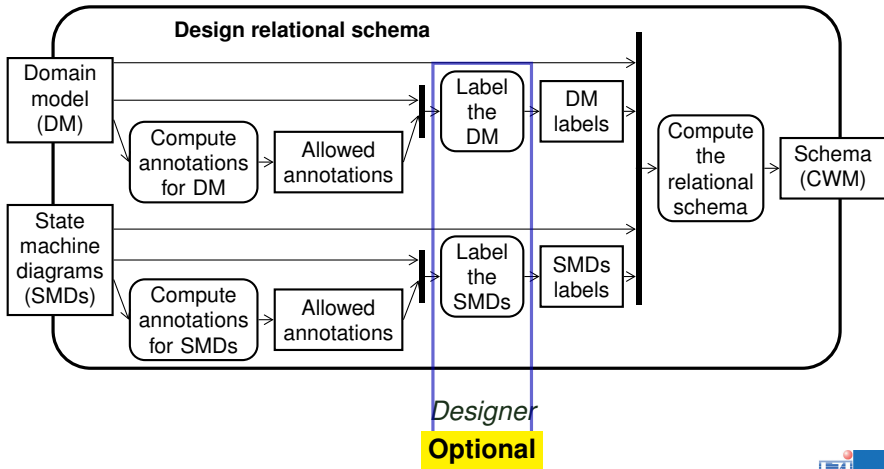 Design relational schema
Domain
model
(DM)
Compute
annotations
for DM
Allowed
annotations
Label
the
DM
DM
labels
Compute
the
relational
schema
Schema
(CWM)
State
machine
diagrams
(SMDs)
Compute
annotations
for SMDs
Allowed
annotations
Label
the
SMDs
SMDs
labels
Designer
Optional